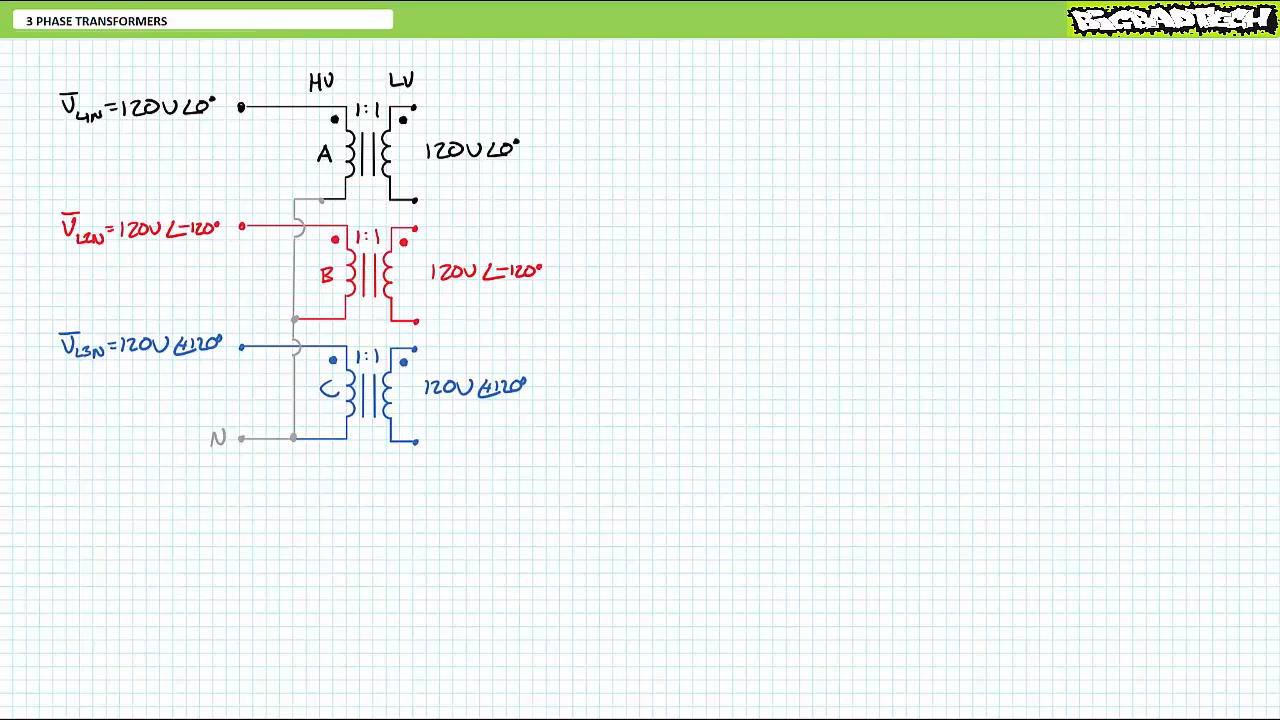 3 PHASE TRANSFORMERS
BIGBADTECH
HV LV
V̅L1N = 120V∠0° 1:1
A 120V∠0°
V̅L2N = 120V∠-120° 1:1
B 120V∠-120°
V̅L3N = 120V∠+120° 1:1
C 120V∠+120°
N